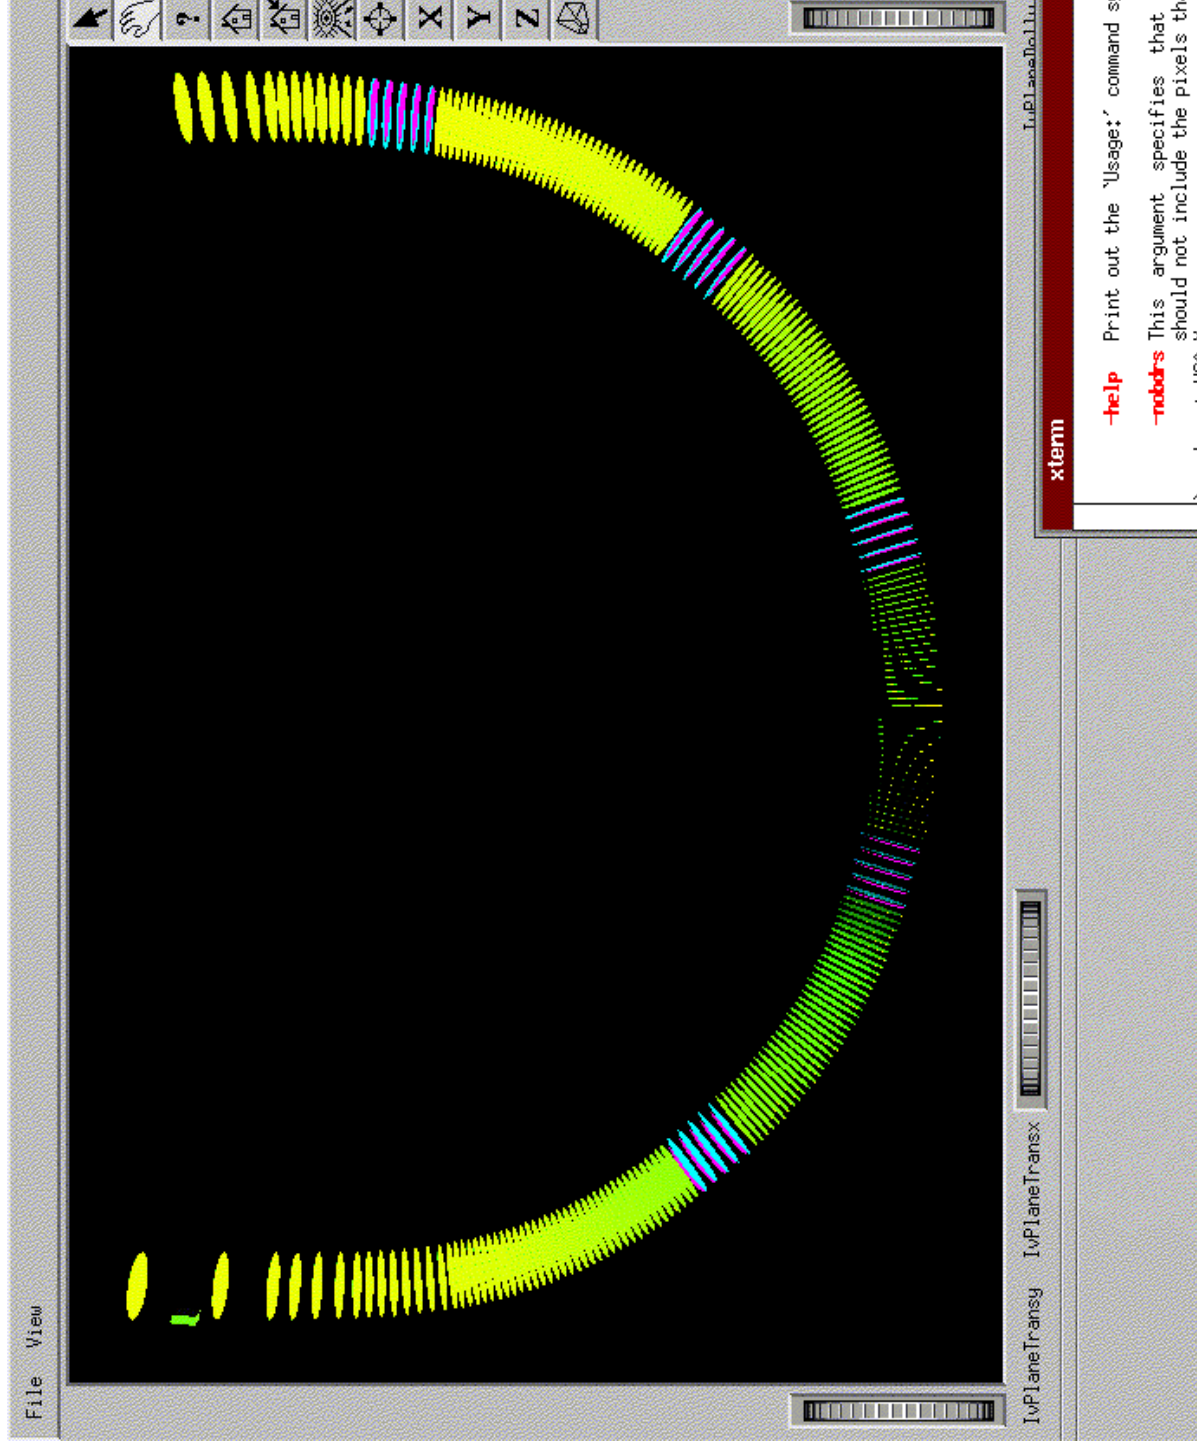 File View
?
X
Y
Z
IvPlaneTransy IvPlaneTransx
xterm
-help Print out the `Usage:' command
-nobdrs This argument specifies that
should not include the pixels